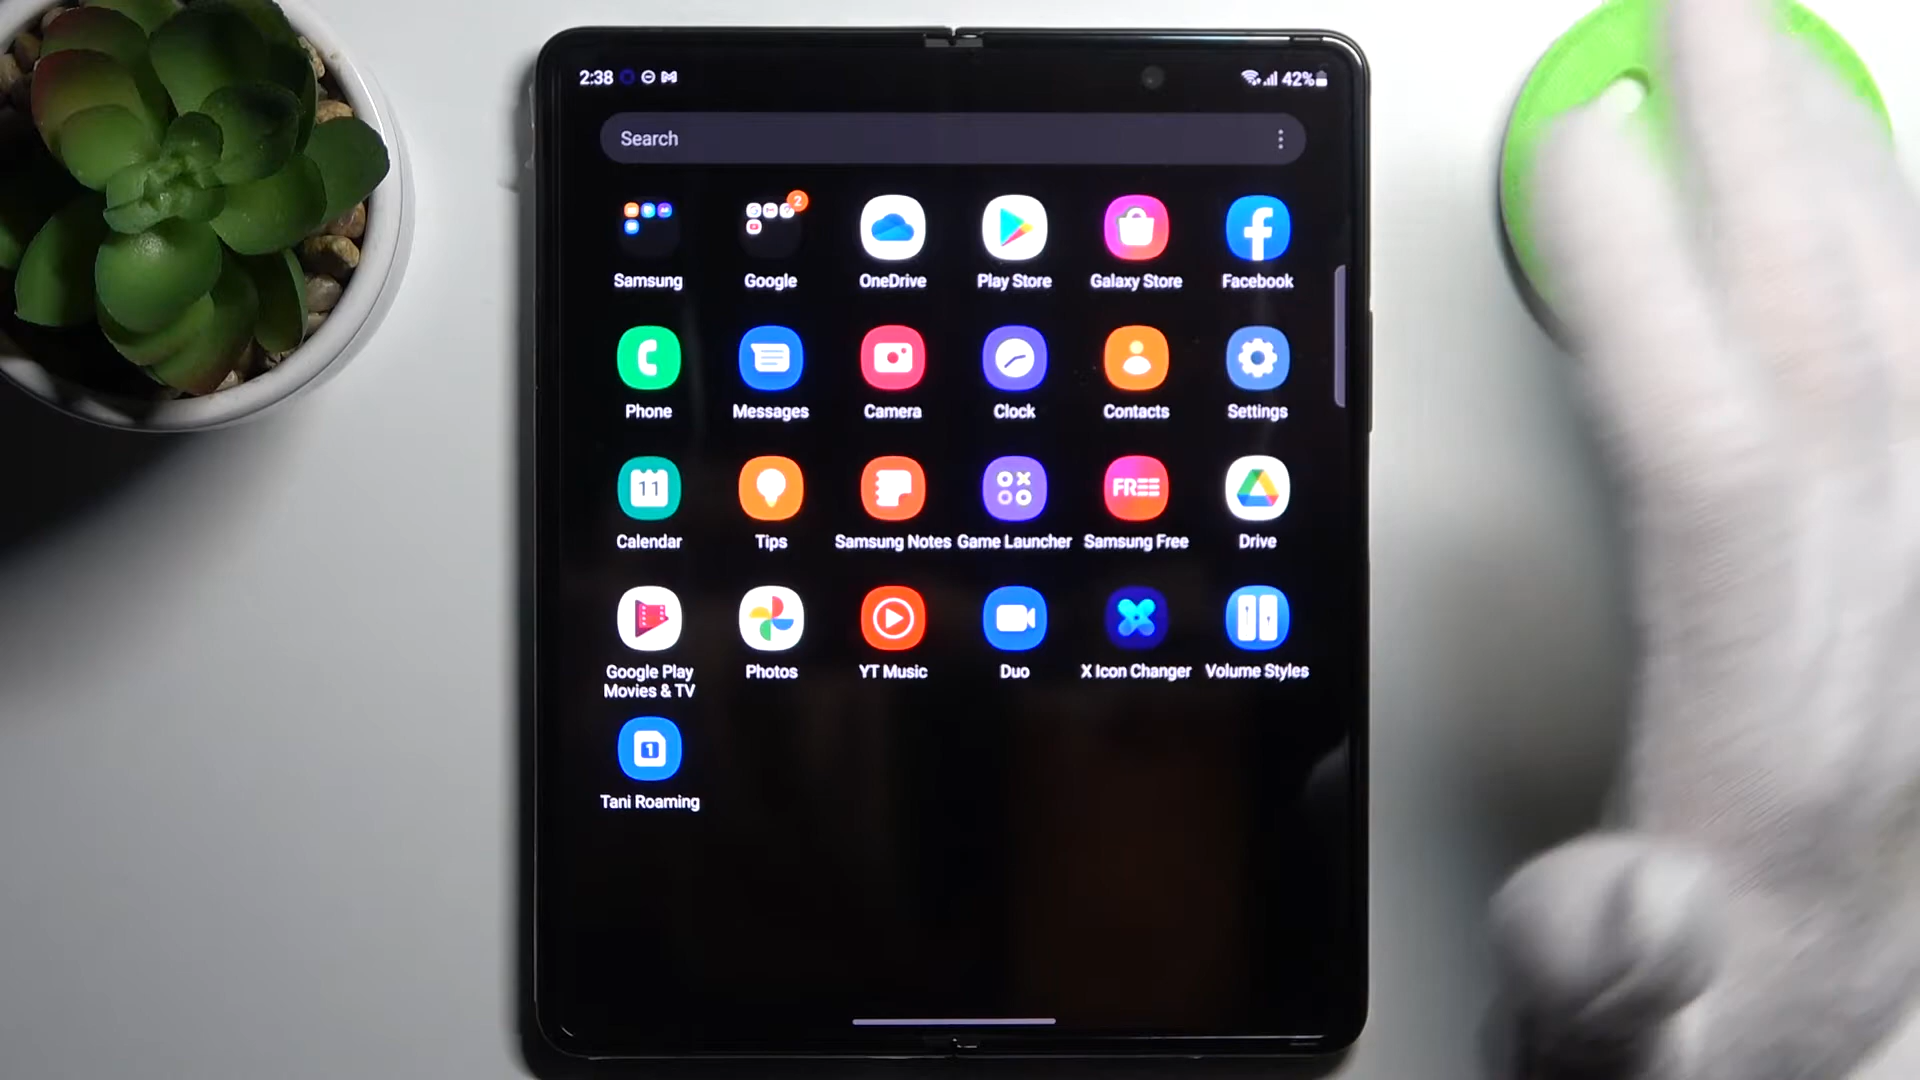 2:38 42%
Search
2
Samsung Google OneDrive Play Store Galaxy Store Facebook
Phone Messages Camera Clock Contacts Settings
11 FREE
Calendar Tips Samsung Notes Game Launcher Samsung Free Drive
Google Play Movies & TV Photos YT Music Duo X Icon Changer Volume Styles
1
Tani Roaming